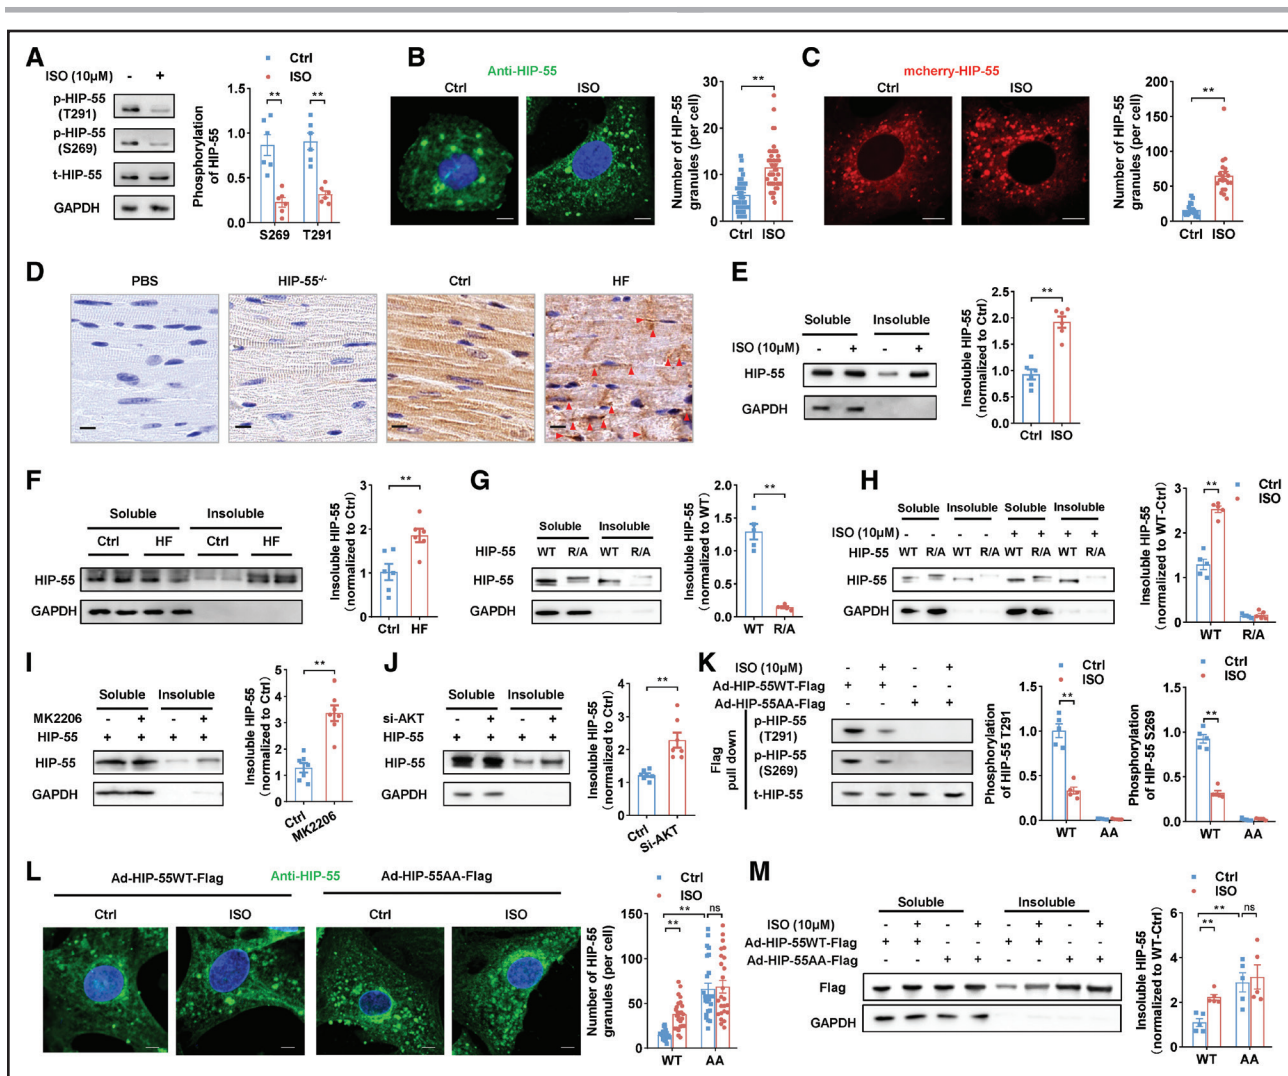 A
ISO (10μM) - +
p-HIP-55
(T291)
p-HIP-55
(S269)
t-HIP-55
GAPDH
Ctrl
ISO
Phosphorylation
of HIP-55
1.5
1.0
0.5
0.0
** **
S269 T291
B
Anti-HIP-55
Ctrl ISO
Number of HIP-55
granules (per cell)
30
20
15
10
5
0
**
Ctrl ISO
C
mcherry-HIP-55
Ctrl ISO
Number of HIP-55
granules (per cell)
200
150
100
50
0
**
Ctrl ISO
D
PBS HIP-55-/- Ctrl HF
E
Soluble Insoluble
ISO (10μM) - + - +
HIP-55
GAPDH
Insoluble HIP-55
(normalized to Ctrl)
2.5
2.0
1.5
1.0
0.5
0.0
**
Ctrl ISO
F
Soluble Insoluble
Ctrl HF Ctrl HF
HIP-55
GAPDH
Insoluble HIP-55
(normalized to Ctrl)
3
2
1
0
**
Ctrl HF
G
Soluble Insoluble
HIP-55 WT R/A WT R/A
HIP-55
GAPDH
Insoluble HIP-55
(normalized to WT)
2.0
1.5
1.0
0.5
0.0
**
WT R/A
H
Soluble Insoluble Soluble Insoluble
ISO (10μM) - - - - + + + +
HIP-55 WT R/A WT R/A WT R/A WT R/A
HIP-55
GAPDH
Ctrl
ISO
Insoluble HIP-55
(normalized to WT-Ctrl)
3
2
1
0
**
WT R/A
I
Soluble Insoluble
MK2206 - + - +
HIP-55 + + + +
HIP-55
GAPDH
Insoluble HIP-55
(normalized to Ctrl)
5
4
3
2
1
0
**
Ctrl MK2206
J
Soluble Insoluble
si-AKT - + - +
HIP-55 + + + +
HIP-55
GAPDH
Insoluble HIP-55
(normalized to Ctrl)
4
3
2
1
0
**
Ctrl Si-AKT
K
ISO (10μM) - + - +
Ad-HIP-55WT-Flag + + - -
Ad-HIP-55AA-Flag - - + +
Flag
pull down
p-HIP-55
(T291)
p-HIP-55
(S269)
t-HIP-55
Ctrl
ISO
Phosphorylation
of HIP-55 T291
1.5
1.0
0.5
0.0
**
WT AA
Ctrl
ISO
Phosphorylation
of HIP-55 S269
1.5
1.0
0.5
0.0
**
WT AA
L
Ad-HIP-55WT-Flag Anti-HIP-55 Ad-HIP-55AA-Flag
Ctrl ISO Ctrl ISO
Ctrl
ISO
Number of HIP-55
granules (per cell)
150
100
50
0
** ns
**
WT AA
M
Soluble Insoluble
ISO (10μM) - + - + - + - +
Ad-HIP-55WT-Flag + + - - + + - -
Ad-HIP-55AA-Flag - - + + - - + +
Flag
GAPDH
Ctrl
ISO
Insoluble HIP-55
(normalized to WT-Ctrl)
6
4
2
0
** ns
**
WT AA